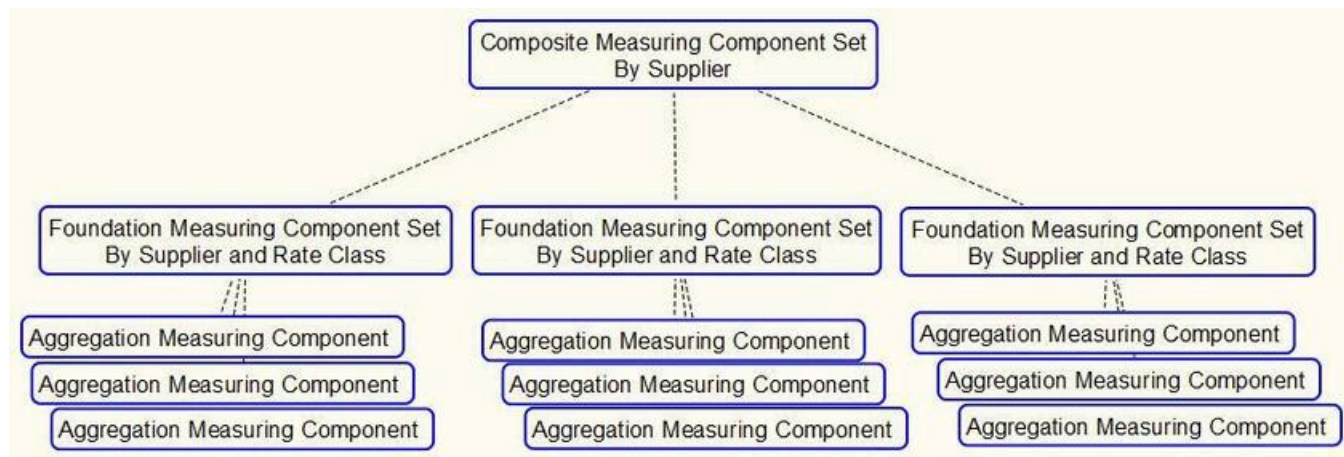 Composite Measuring Component Set
By Supplier
Foundation Measuring Component Set
By Supplier and Rate Class
Foundation Measuring Component Set
By Supplier and Rate Class
Foundation Measuring Component Set
By Supplier and Rate Class
Aggregation Measuring Component
Aggregation Measuring Component
Aggregation Measuring Component
Aggregation Measuring Component
Aggregation Measuring Component
Aggregation Measuring Component
Aggregation Measuring Component
Aggregation Measuring Component
Aggregation Measuring Component